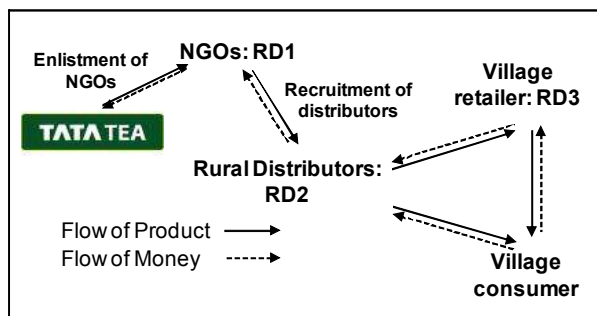 Enlistment of
NGOs
NGOs: RD1
TATA TEA
Recruitment of
distributors
Village
retailer: RD3
Rural Distributors:
RD2
Flow of Product
Flow of Money
Village
consumer